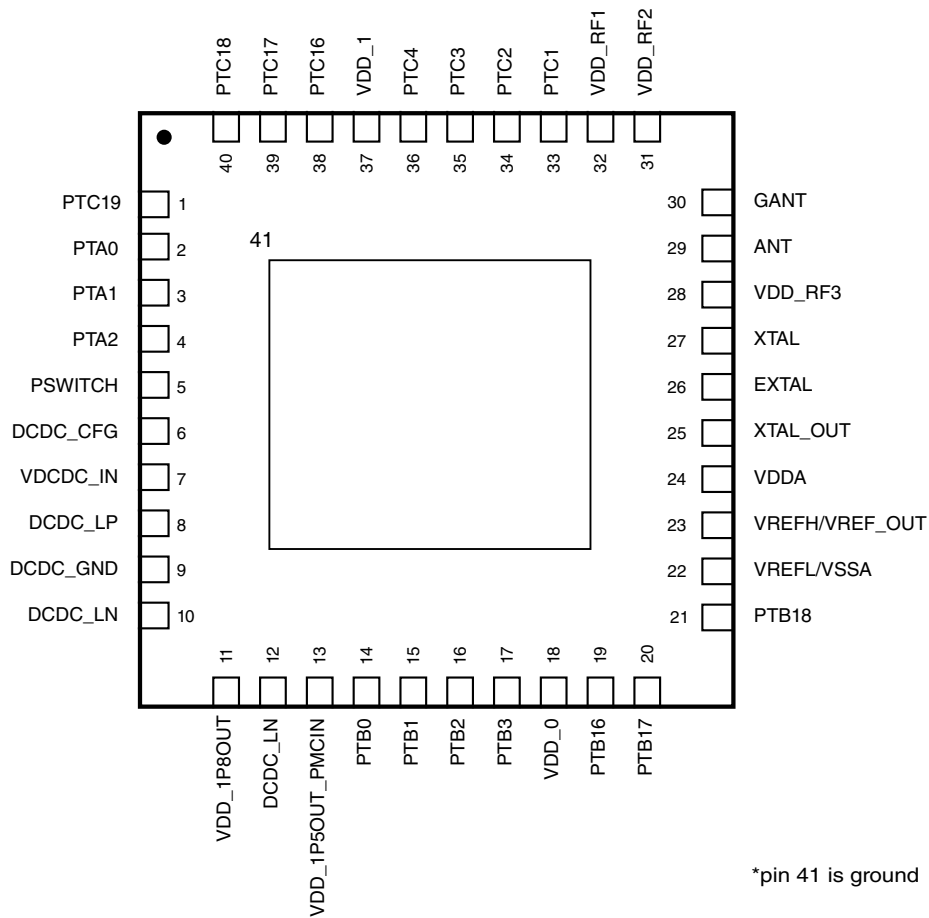 PTC18
PTC17
PTC16
VDD_1
PTC4
PTC3
PTC2
PTC1
VDD_RF1
VDD_RF2
40
39
38
37
36
35
34
33
32
31
PTC19 1
PTA0 2
PTA1 3
PTA2 4
PSWITCH 5
DCDC_CFG 6
VDCDC_IN 7
DCDC_LP 8
DCDC_GND 9
DCDC_LN 10
41
30 GANT
29 ANT
28 VDD_RF3
27 XTAL
26 EXTAL
25 XTAL_OUT
24 VDDA
23 VREFH/VREF_OUT
22 VREFL/VSSA
21 PTB18
11
12
13
14
15
16
17
18
19
20
VDD_1P8OUT
DCDC_LN
VDD_1P5OUT_PMCIN
PTB0
PTB1
PTB2
PTB3
VDD_0
PTB16
PTB17
*pin 41 is ground